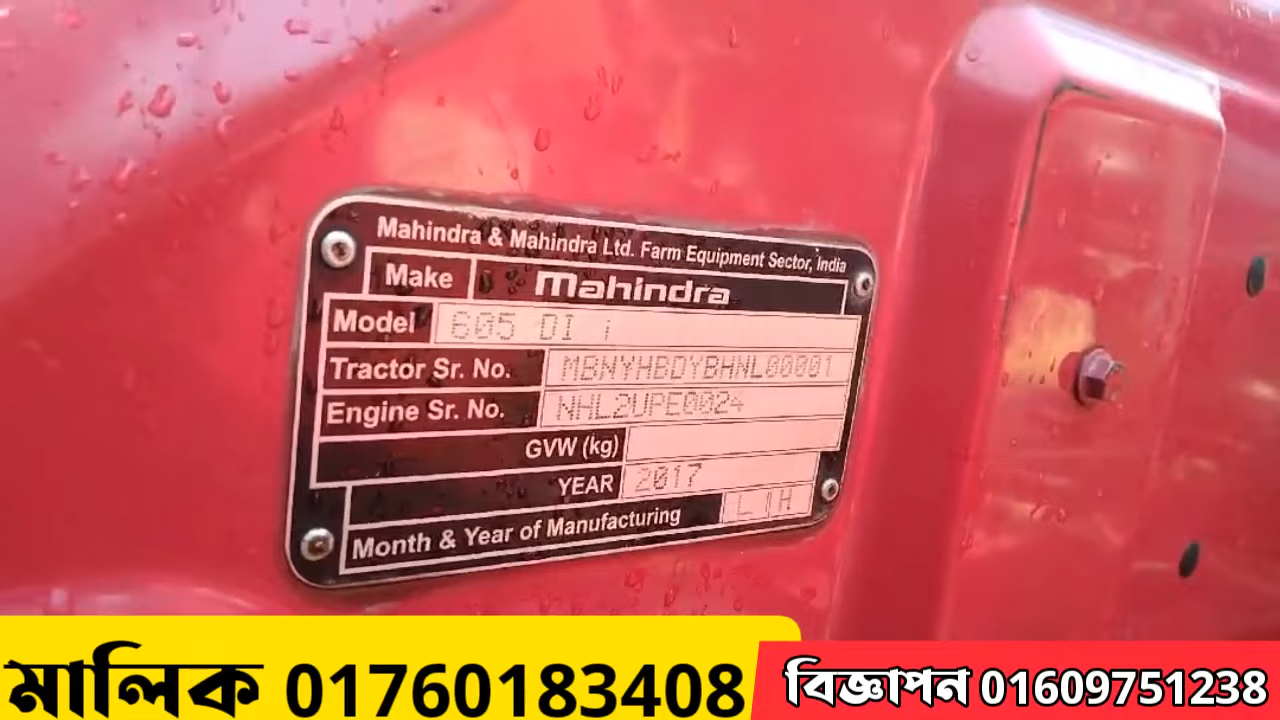 Mahindra & Mahindra Ltd. Farm Equipment Sector, India
Make mahindra
Model 605 DI i
Tractor Sr. No. MBNYHBDYBHNL00001
Engine Sr. No. NHL2UPE0024
GVW (kg)
YEAR 2017
Month & Year of Manufacturing L H
মালিক 01760183408
বিজ্ঞাপন 01609751238